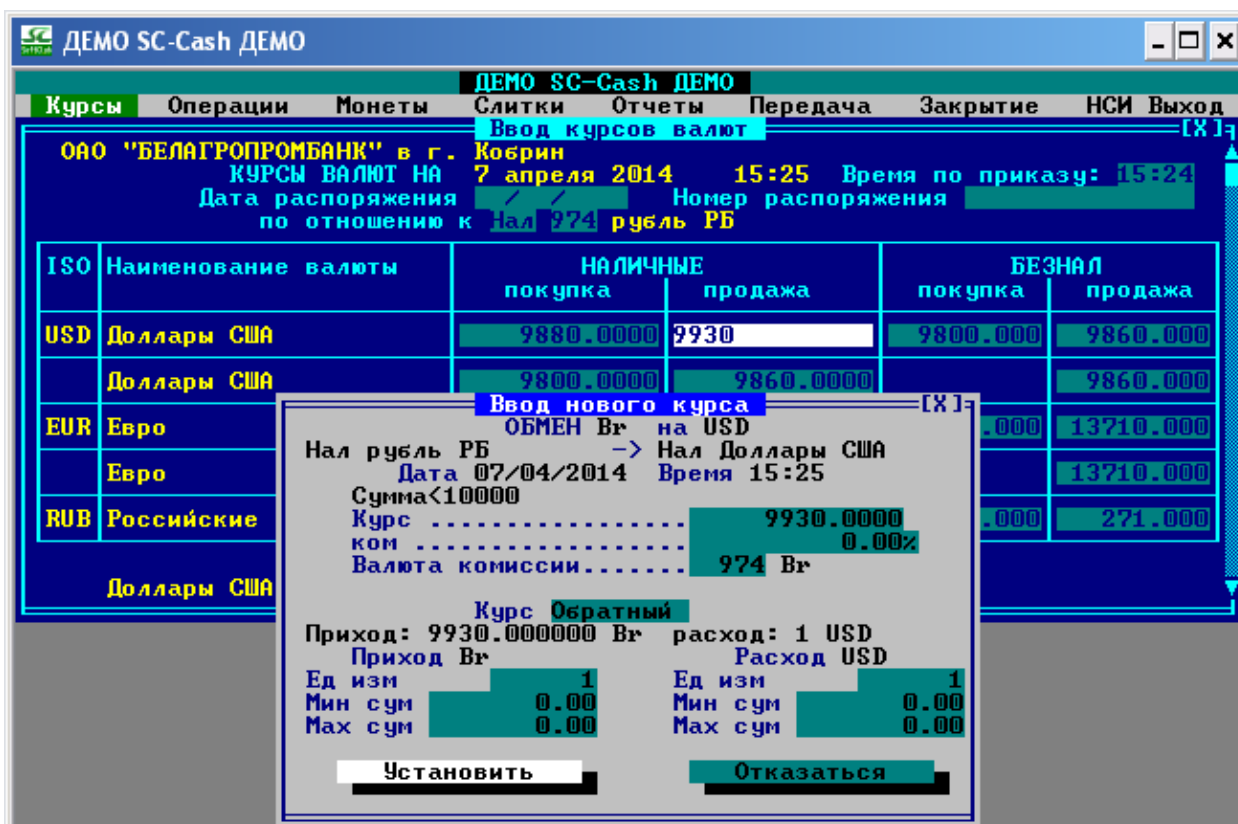 ДЕМО SC-Cash ДЕМО
ДЕМО SC-Cash ДЕМО
Курсы Операции Монеты Слитки Отчеты Передача Закрытие НСИ Выход
Ввод курсов валют [X]
ОАО "БЕЛАГРОПРОМБАНК" в г. Кобрин
КУРСЫ ВАЛЮТ НА 7 апреля 2014 15:25 Время по приказу: 15:24
Дата распоряжения / / Номер распоряжения
по отношению к Нал 974 рубль РБ
ISO Наименование валюты НАЛИЧНЫЕ БЕЗНАЛ
покупка продажа покупка продажа
USD Доллары США 9880.0000 9930 9800.000 9860.000
Доллары США 9800.0000 9860.0000 9860.000
EUR Евро .000 13710.000
Евро 13710.000
RUB Российские .000 271.000
Доллары США
Ввод нового курса [X]
ОБМЕН Br на USD
Нал рубль РБ -> Нал Доллары США
Дата 07/04/2014 Время 15:25
Сумма<10000
Курс .................. 9930.0000
ком ................... 0.00%
Валюта комиссии....... 974 Br
Курс Обратный
Приход: 9930.000000 Br расход: 1 USD
Приход Br Расход USD
Ед изм 1 Ед изм 1
Мин сум 0.00 Мин сум 0.00
Мах сум 0.00 Мах сум 0.00
Установить Отказаться